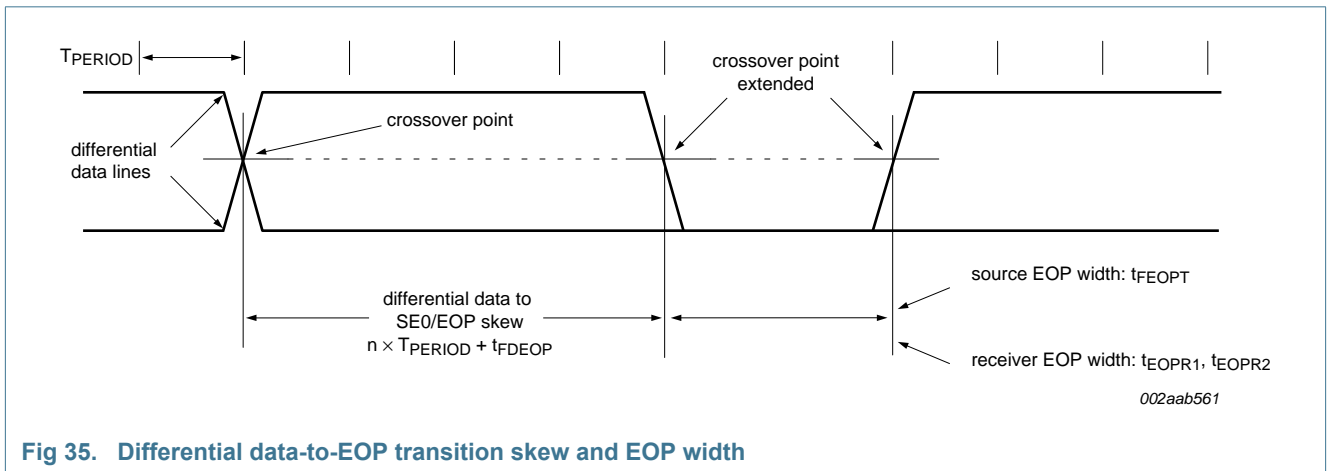 TPERIOD
crossover point
extended
crossover point
differential
data lines
differential data to
SE0/EOP skew
n × TPERIOD + tFDEOP
source EOP width: tFEOPT
receiver EOP width: tEOPR1, tEOPR2
002aab561
Fig 35. Differential data-to-EOP transition skew and EOP width